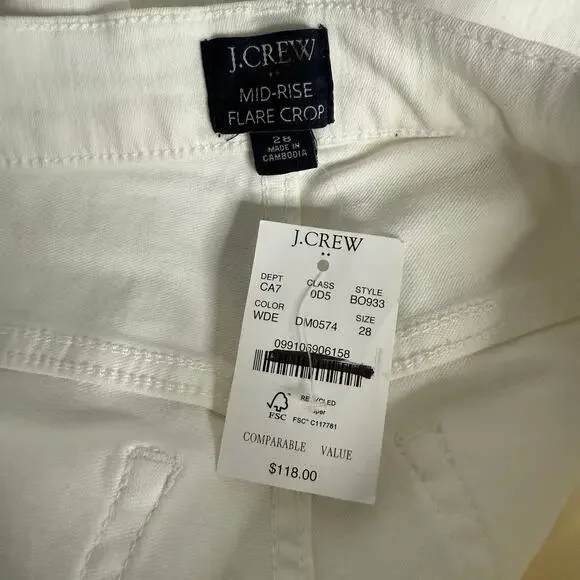 J.CREW
MID-RISE
FLARE CROP
28
MADE IN
CAMBODIA
J.CREW
DEPT CLASS STYLE
CA7 0D5 BO933
COLOR SIZE
WDE DM0574 28
099106906158
RECYCLED
FSC
FSC® C117781
COMPARABLE VALUE
$118.00